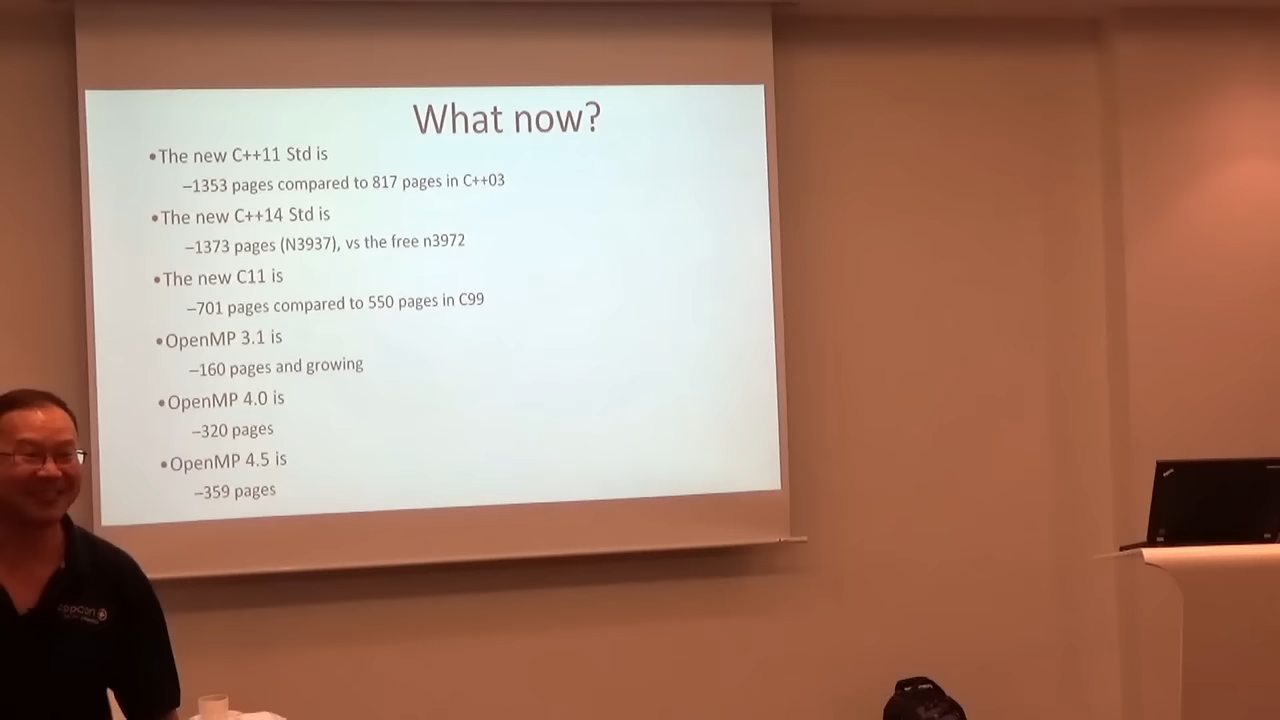 What now?
•The new C++11 Std is
–1353 pages compared to 817 pages in C++03
•The new C++14 Std is
–1373 pages (N3937), vs the free n3972
•The new C11 is
–701 pages compared to 550 pages in C99
•OpenMP 3.1 is
–160 pages and growing
•OpenMP 4.0 is
–320 pages
•OpenMP 4.5 is
–359 pages